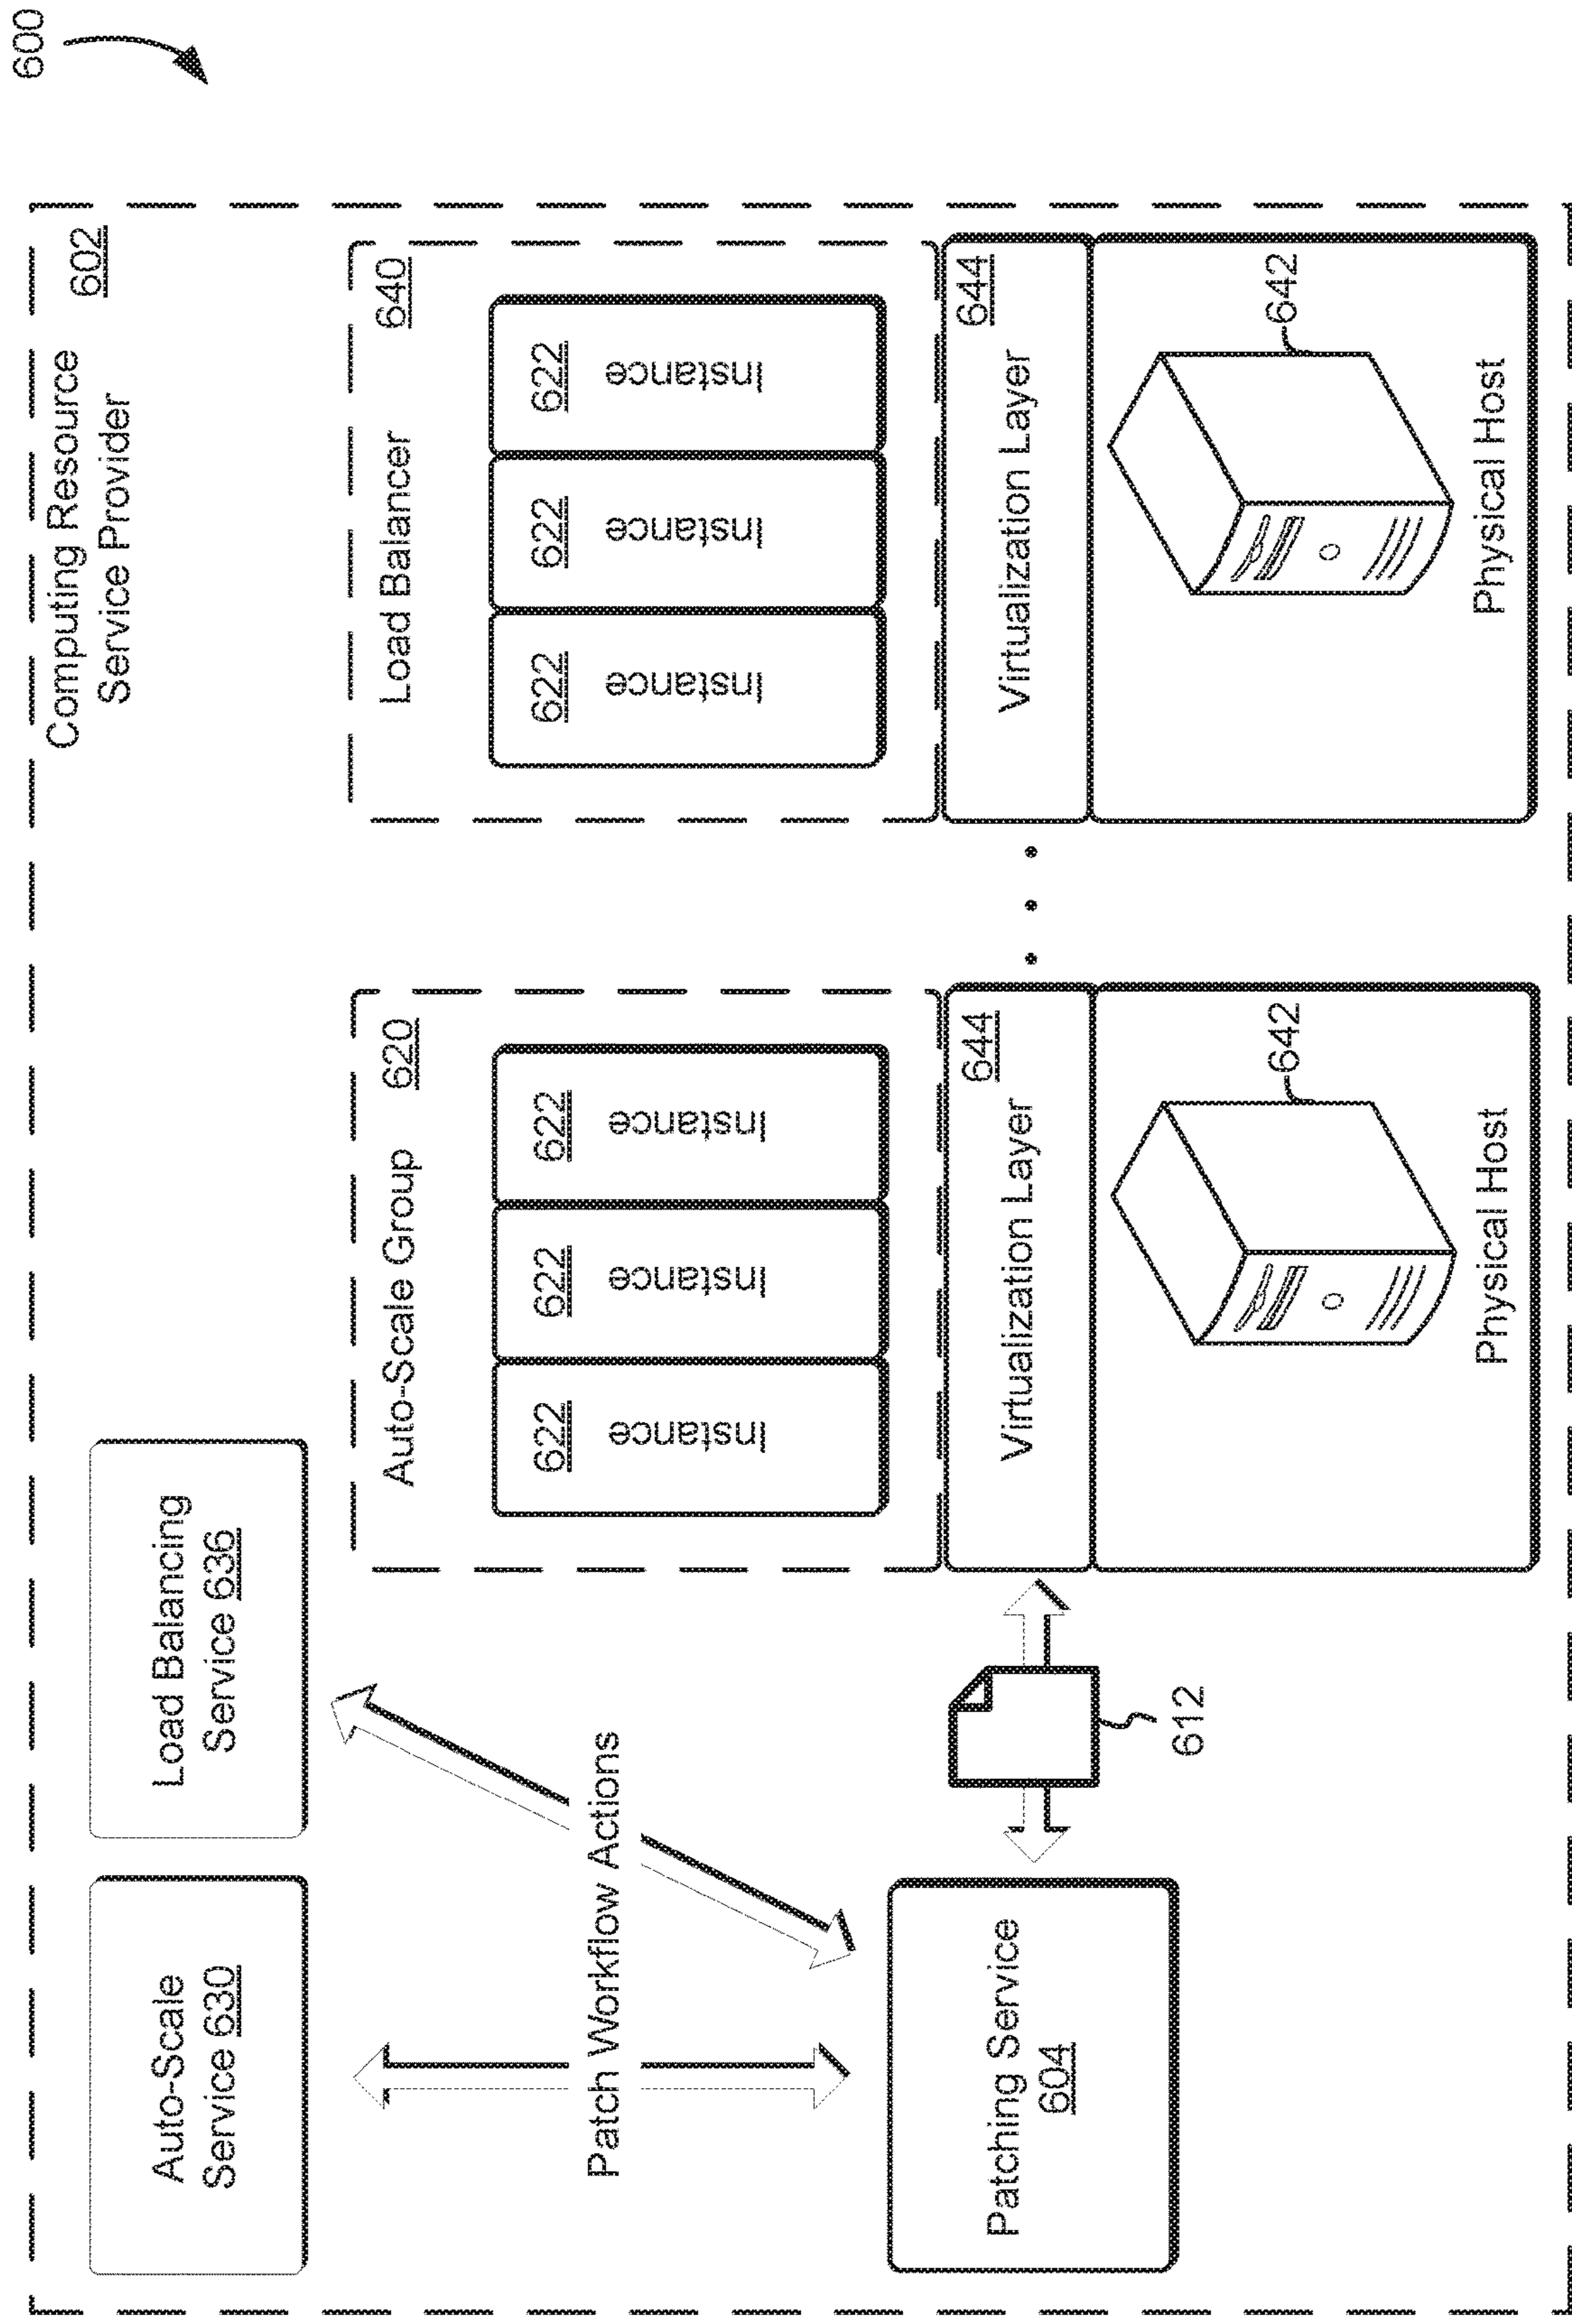 600
Computing Resource
Service Provider
602
Auto-Scale
Service 630
Load Balancing
Service 636
Patch Workflow Actions
Patching Service
604
612
Auto-Scale Group
620
622
Instance
622
Instance
622
Instance
Virtualization Layer
644
642
Physical Host
Load Balancer
640
622
Instance
622
Instance
622
Instance
Virtualization Layer
644
642
Physical Host